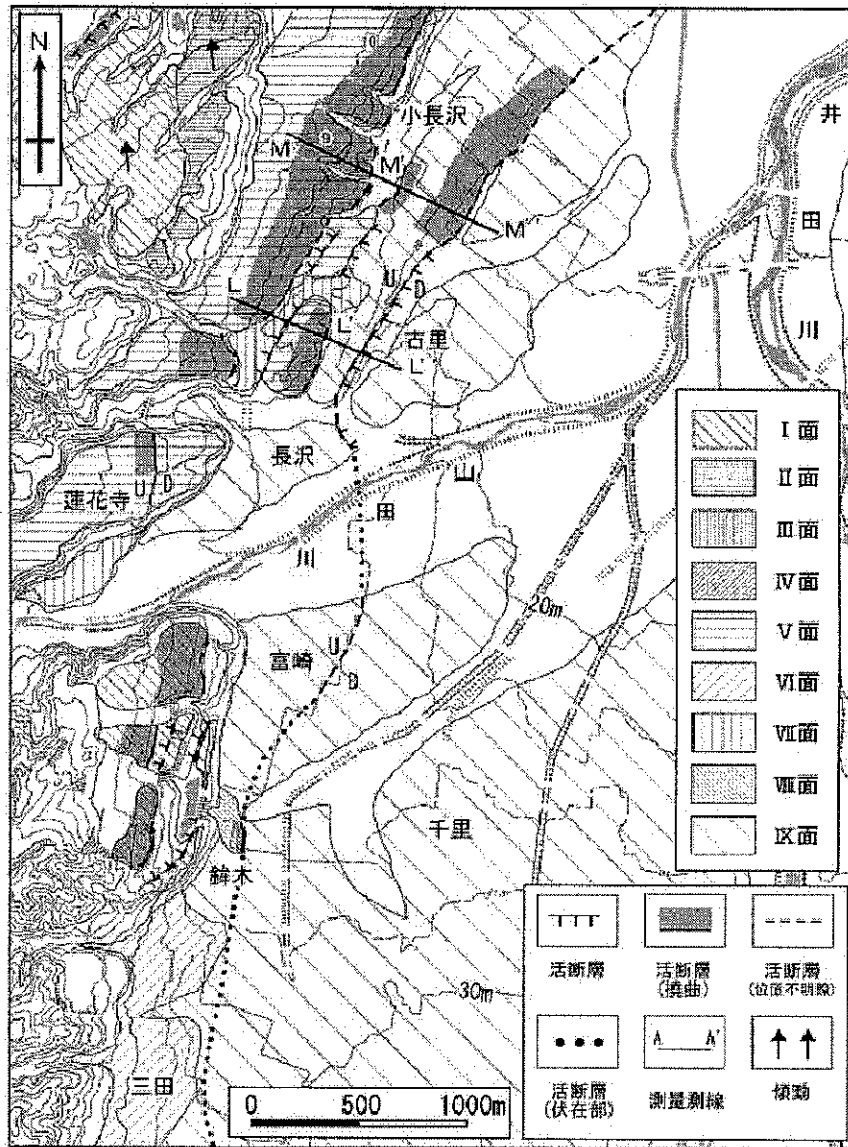 N
小長沢
井
田
川
10
9
M
M'
M''
L
L'
L''
U
D
古里
長沢
蓮花寺
U
D
山
田
川
20m
富崎
U
D
千里
鉾木
30m
三田
Ⅰ面
Ⅱ面
Ⅲ面
Ⅳ面
Ⅴ面
Ⅵ面
Ⅶ面
Ⅷ面
Ⅸ面
活断層
活断層
(撓曲)
活断層
(位置不明瞭)
活断層
(伏在部)
A A'
測量測線
傾動
0 500 1000m